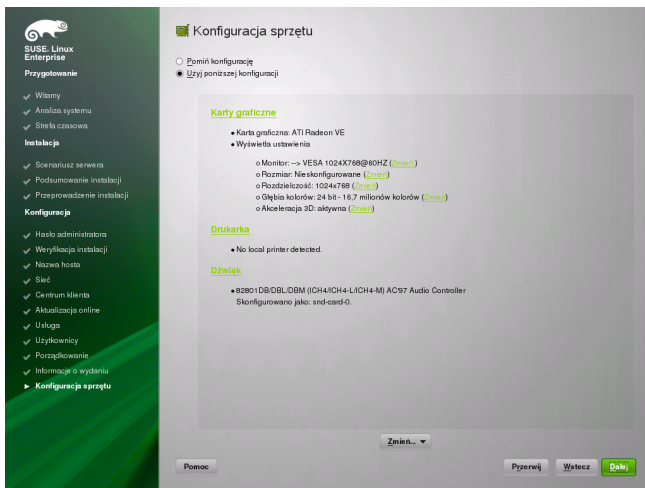 SUSE. Linux
Enterprise
Przygotowanie
Witamy
Analiza systemu
Strefa czasowa
Instalacja
Scenariusz serwera
Podsumowanie instalacji
Przeprowadzenie instalacji
Konfiguracja
Hasło administratora
Weryfikacja instalacji
Nazwa hosta
Sieć
Centrum klienta
Aktualizacja online
Usługa
Użytkownicy
Porządkowanie
Informacje o wydaniu
Konfiguracja sprzętu
Konfiguracja sprzętu
Pomiń konfigurację
Użyj poniższej konfiguracji
Karty graficzne
Karta graficzna: ATI Radeon VE
Wyświetla ustawienia
Monitor: --> VESA 1024X768@60HZ (Zmień)
Rozmiar: Nieskonfigurowane (Zmień)
Rozdzielczość: 1024x768 (Zmień)
Głębia kolorów: 24 bit - 16,7 milionów kolorów (Zmień)
Akceleracja 3D: aktywna (Zmień)
Drukarka
No local printer detected.
Dźwięk
82801DB/DBL/DBM (ICH4/ICH4-L/ICH4-M) AC'97 Audio Controller
Skonfigurowano jako: snd-card-0.
Zmień...
Pomoc
Przerwij
Wstecz
Dalej